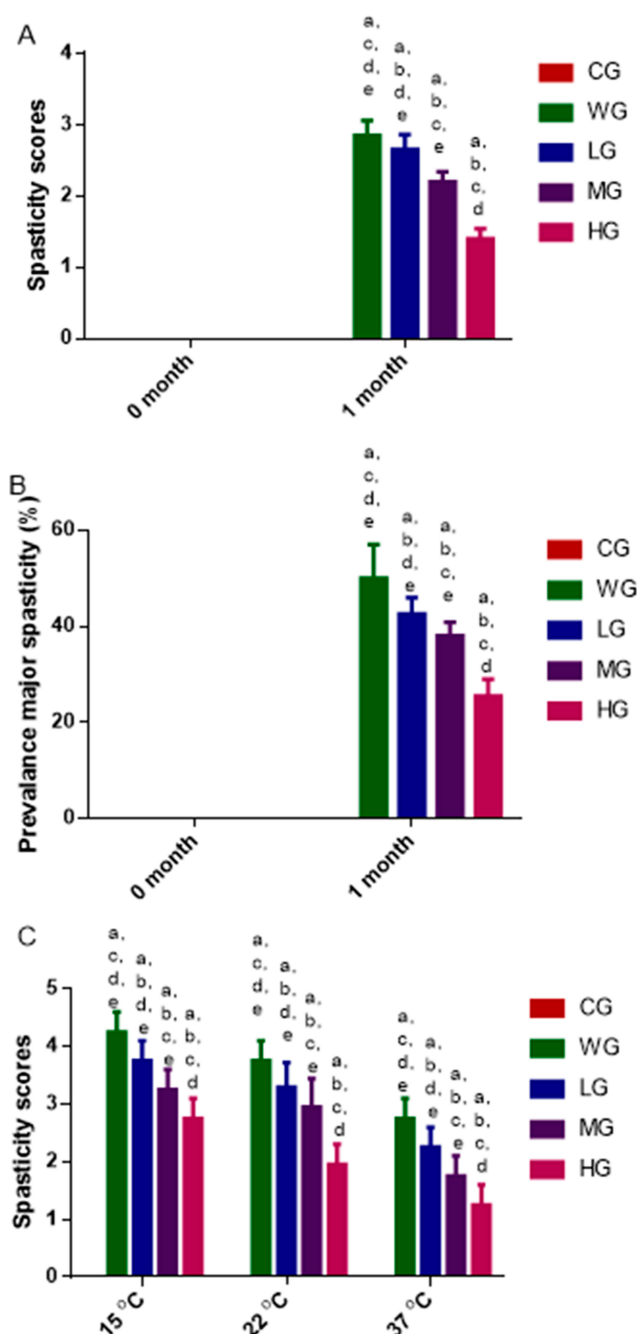 A
a,
c,
d,
e
a,
b,
d,
e
a,
b,
c,
e
a,
b,
c,
d
4
3
2
1
0
Spasticity scores
0 month
1 month
CG
WG
LG
MG
HG
B
a,
c,
d,
e
a,
b,
d,
e
a,
b,
c,
e
a,
b,
c,
d
60
40
20
0
Prevalance major spasticity (%)
0 month
1 month
CG
WG
LG
MG
HG
C
a,
c,
d,
e
a,
b,
d,
e
a,
b,
c,
e
a,
b,
c,
d
a,
c,
d,
e
a,
b,
d,
e
a,
b,
c,
e
a,
b,
c,
d
a,
c,
d,
e
a,
b,
d,
e
a,
b,
c,
e
a,
b,
c,
d
5
4
3
2
1
0
Spasticity scores
15 °C
22 °C
37 °C
CG
WG
LG
MG
HG